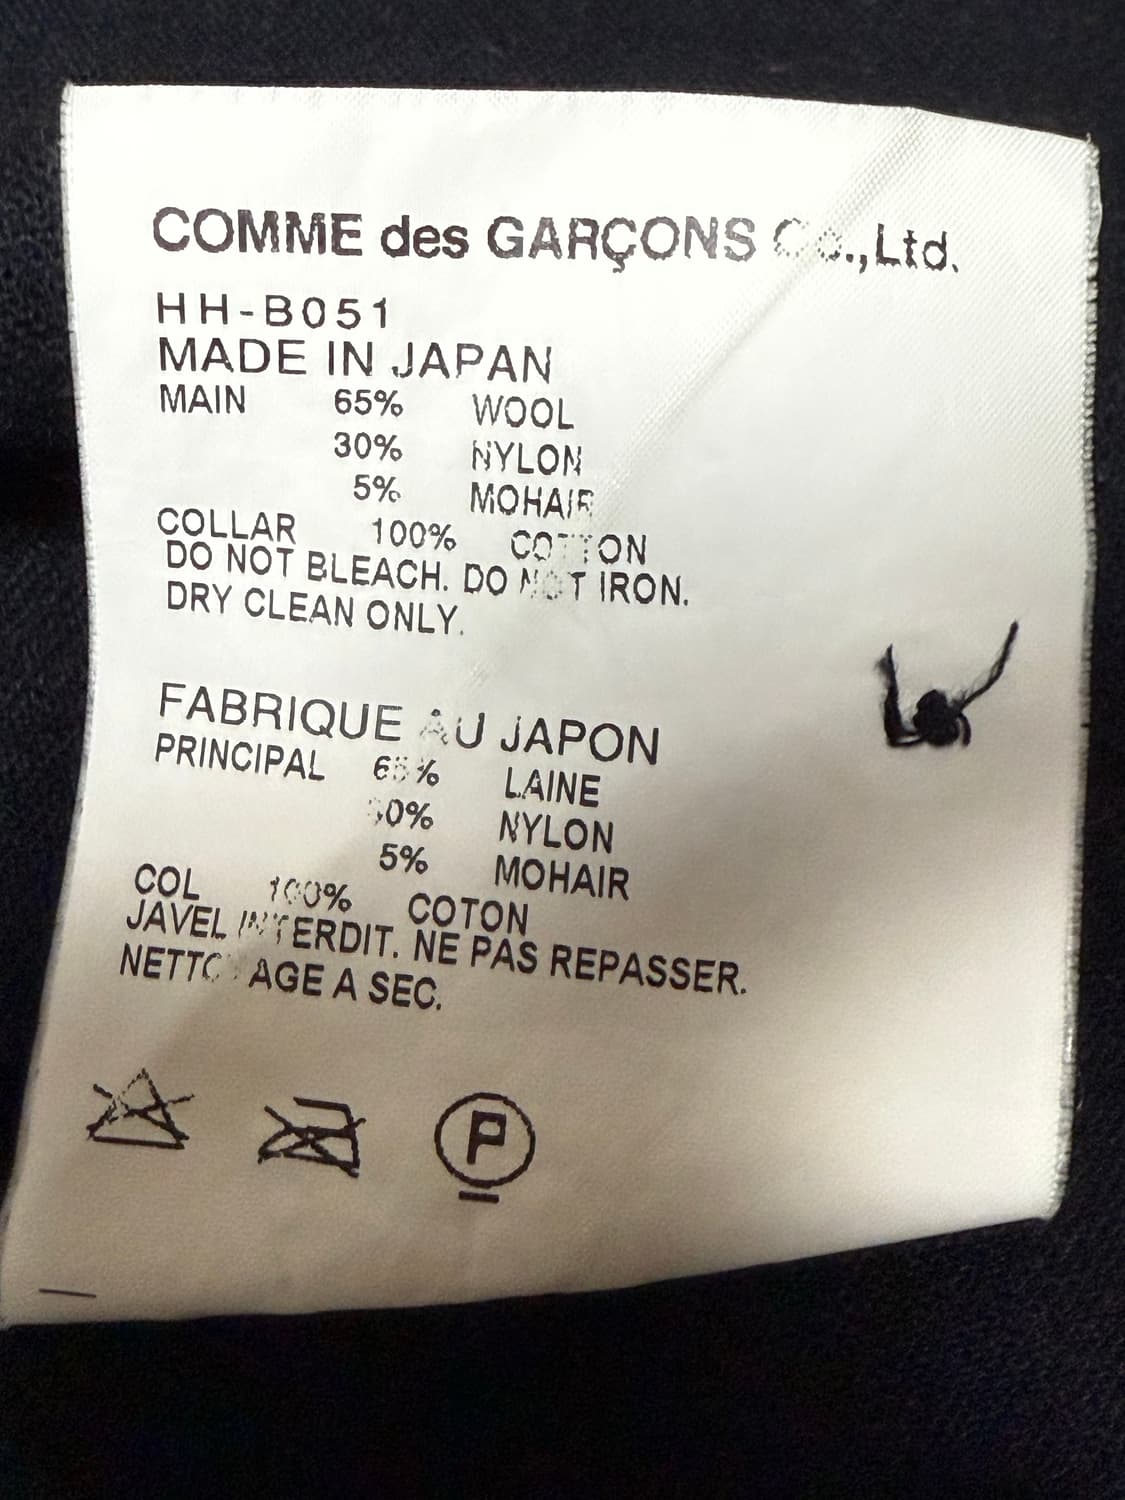 COMME des GARÇONS Co.,Ltd.
HH-B051
MADE IN JAPAN
MAIN 65% WOOL
30% NYLON
5% MOHAIR
COLLAR 100% COTTON
DO NOT BLEACH. DO NOT IRON.
DRY CLEAN ONLY.
FABRIQUE AU JAPON
PRINCIPAL 65% LAINE
30% NYLON
5% MOHAIR
COL 100% COTON
JAVEL INTERDIT. NE PAS REPASSER.
NETTOYAGE A SEC.
P